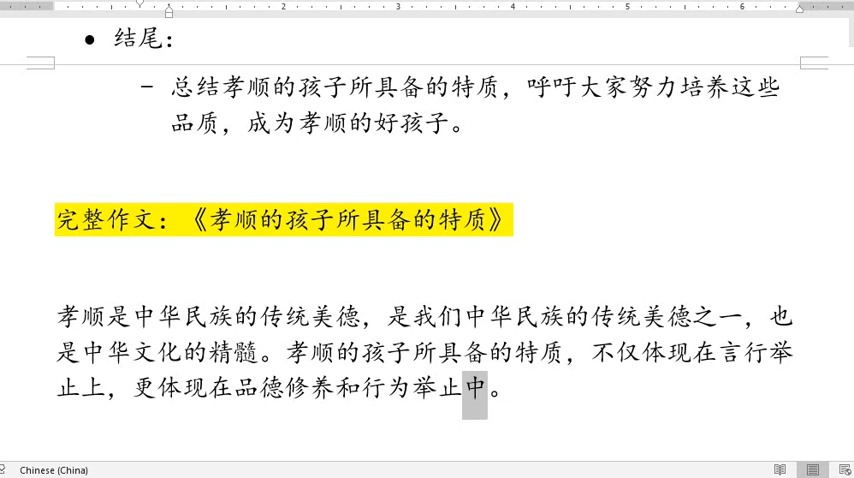 2 3 4 5 6
● 结尾：
– 总结孝顺的孩子所具备的特质，呼吁大家努力培养这些
品质，成为孝顺的好孩子。
完整作文：《孝顺的孩子所具备的特质》
孝顺是中华民族的传统美德，是我们中华民族的传统美德之一，也
是中华文化的精髓。孝顺的孩子所具备的特质，不仅体现在言行举
止上，更体现在品德修养和行为举止中。
Chinese (China)